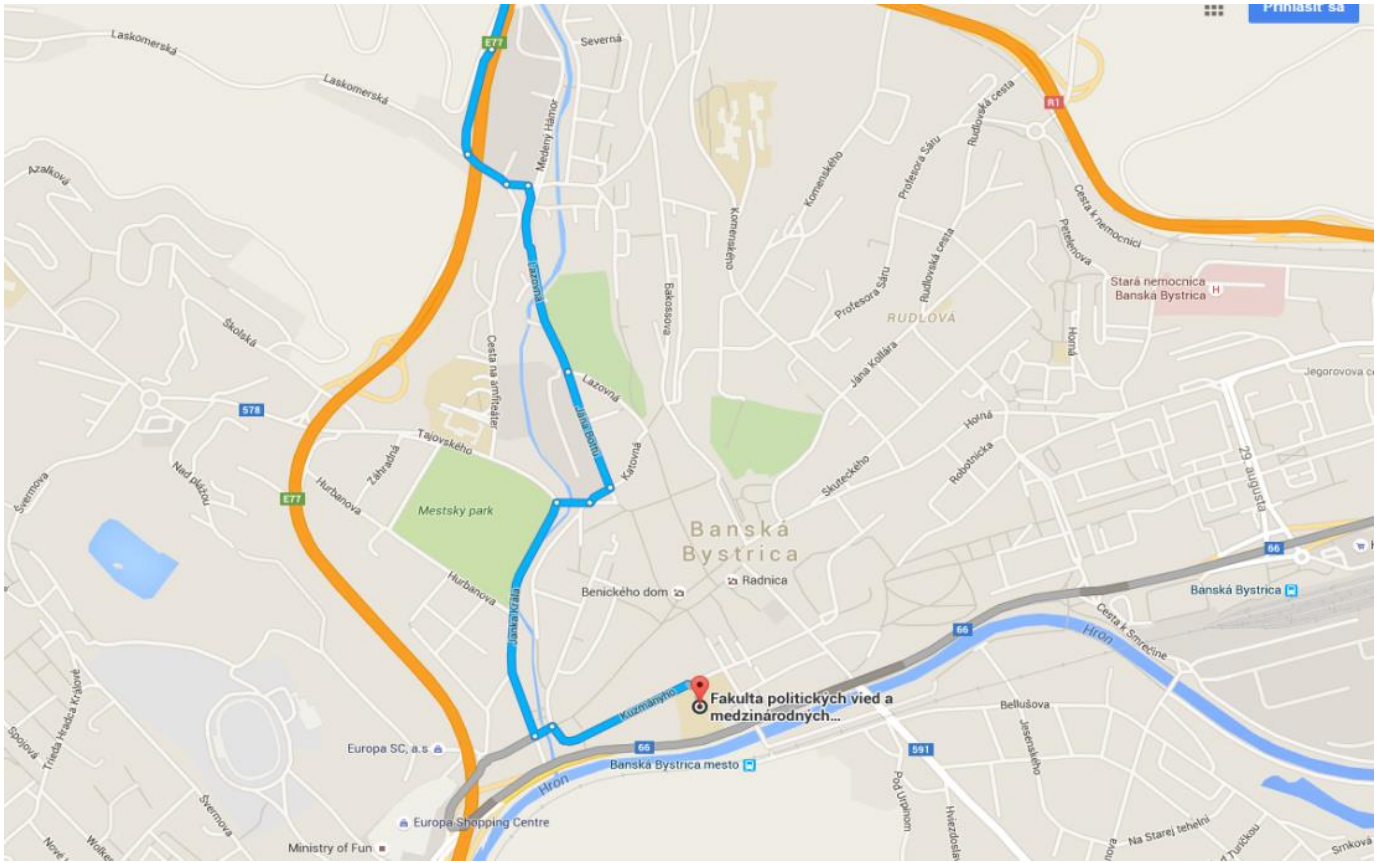 Prihlásiť sa
Laskomerská
E77
Severná
Laskomerská
R1
Rudlovská cesta
Medený Hámor
Komenského
Profesora Sáru
Azalková
Cesta k nemocnici
Petelenova
Komenského
Rudlovská cesta
Lazovná
Stará nemocnica
Banská Bystrica
H
Profesora Sáru
Bakossova
RUDLOVÁ
Školská
Cesta na amfiteáter
Horná
Jána Kollára
Jegorovova ce
Lazovná
578
Jána Bottu
Horná
Tajovského
Katovná
Záhradná
Skuteckého
Robotnícka
29. augusta
Švermova
Nad plážou
Hurbanova
E77
Mestský park
Banská
Bystrica
66
Hurbanova
Benického dom
Radnica
Banská Bystrica
Janka Kráľa
Cesta k Smrečine
66
Hron
Kuzmányho
Fakulta politických vied a
medzinárodných...
Bellušova
Trieda Hradca Králové
Spojová
Europa SC, a.s
66
591
Jesenského
Banská Bystrica mesto
Hron
Švermova
Pod Urpínom
Europa Shopping Centre
Hviezdoslav
Na Starej tehelni
Ministry of Fun
Smrková